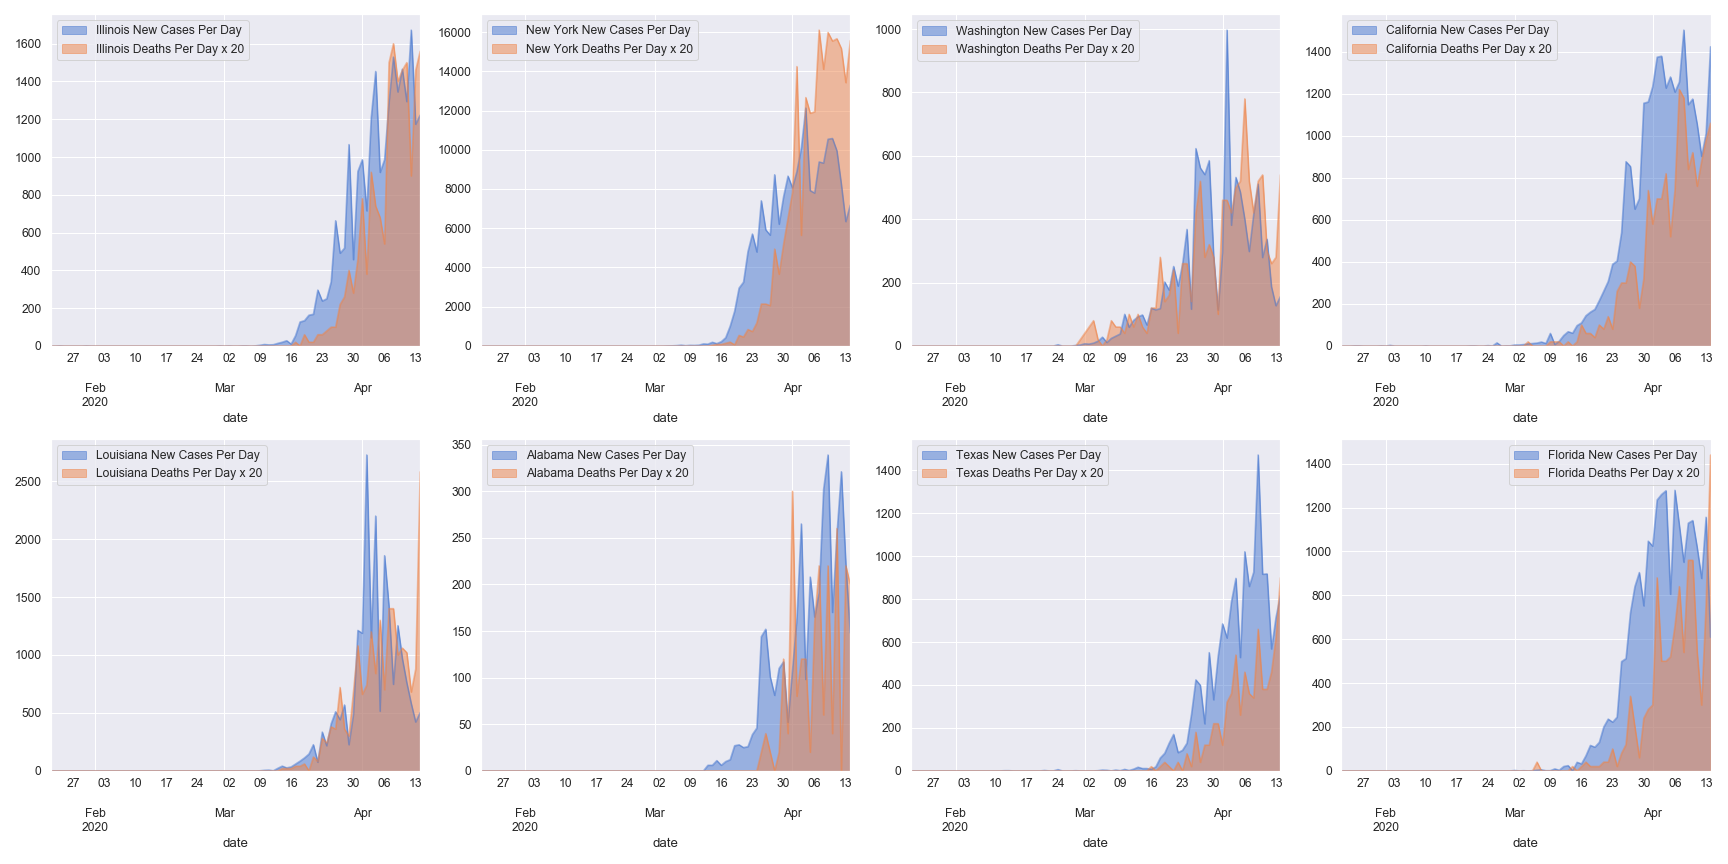 Illinois New Cases Per Day
Illinois Deaths Per Day x 20
1600
1400
1200
1000
800
600
400
200
0
27 03 10 17 24 02 09 16 23 30 06 13
Feb Mar Apr
2020
date
New York New Cases Per Day
New York Deaths Per Day x 20
16000
14000
12000
10000
8000
6000
4000
2000
0
27 03 10 17 24 02 09 16 23 30 06 13
Feb Mar Apr
2020
date
Washington New Cases Per Day
Washington Deaths Per Day x 20
1000
800
600
400
200
0
27 03 10 17 24 02 09 16 23 30 06 13
Feb Mar Apr
2020
date
California New Cases Per Day
California Deaths Per Day x 20
1400
1200
1000
800
600
400
200
0
27 03 10 17 24 02 09 16 23 30 06 13
Feb Mar Apr
2020
date
Louisiana New Cases Per Day
Louisiana Deaths Per Day x 20
2500
2000
1500
1000
500
0
27 03 10 17 24 02 09 16 23 30 06 13
Feb Mar Apr
2020
date
Alabama New Cases Per Day
Alabama Deaths Per Day x 20
350
300
250
200
150
100
50
0
27 03 10 17 24 02 09 16 23 30 06 13
Feb Mar Apr
2020
date
Texas New Cases Per Day
Texas Deaths Per Day x 20
1400
1200
1000
800
600
400
200
0
27 03 10 17 24 02 09 16 23 30 06 13
Feb Mar Apr
2020
date
Florida New Cases Per Day
Florida Deaths Per Day x 20
1400
1200
1000
800
600
400
200
0
27 03 10 17 24 02 09 16 23 30 06 13
Feb Mar Apr
2020
date